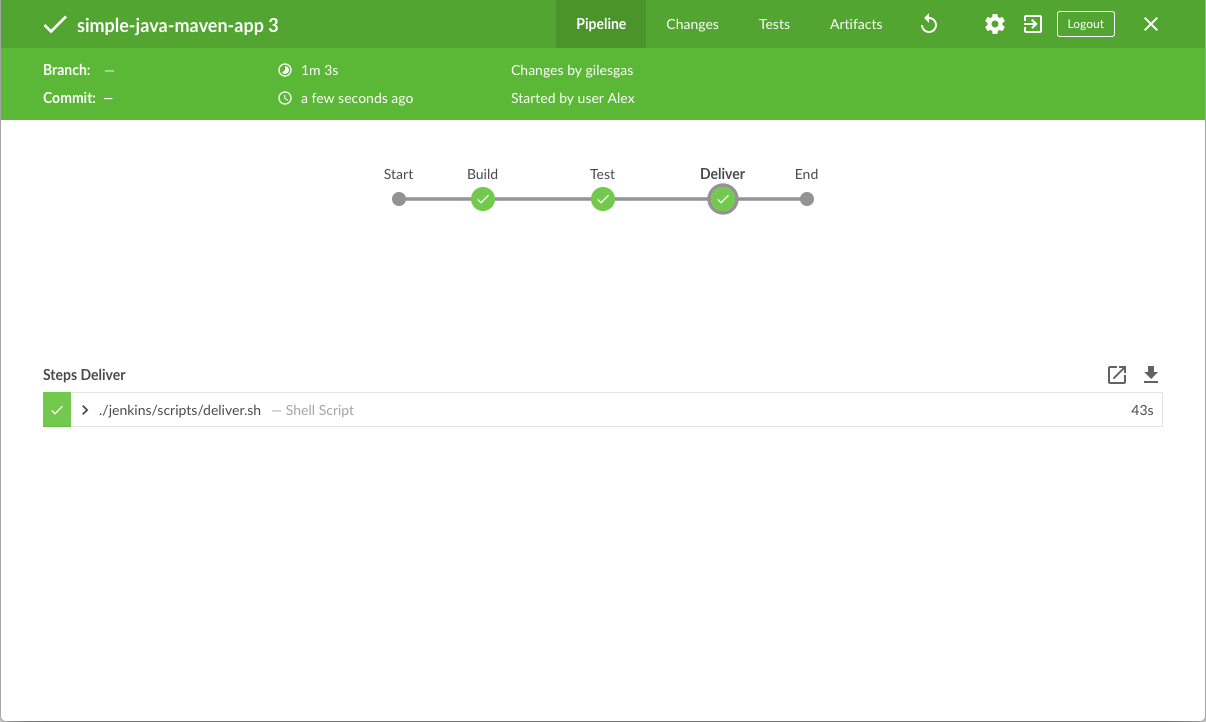 simple-java-maven-app 3 Pipeline Changes Tests Artifacts Logout
Branch: — 1m 3s Changes by gilesgas
Commit: — a few seconds ago Started by user Alex
Start Build Test Deliver End
Steps Deliver
./jenkins/scripts/deliver.sh — Shell Script 43s